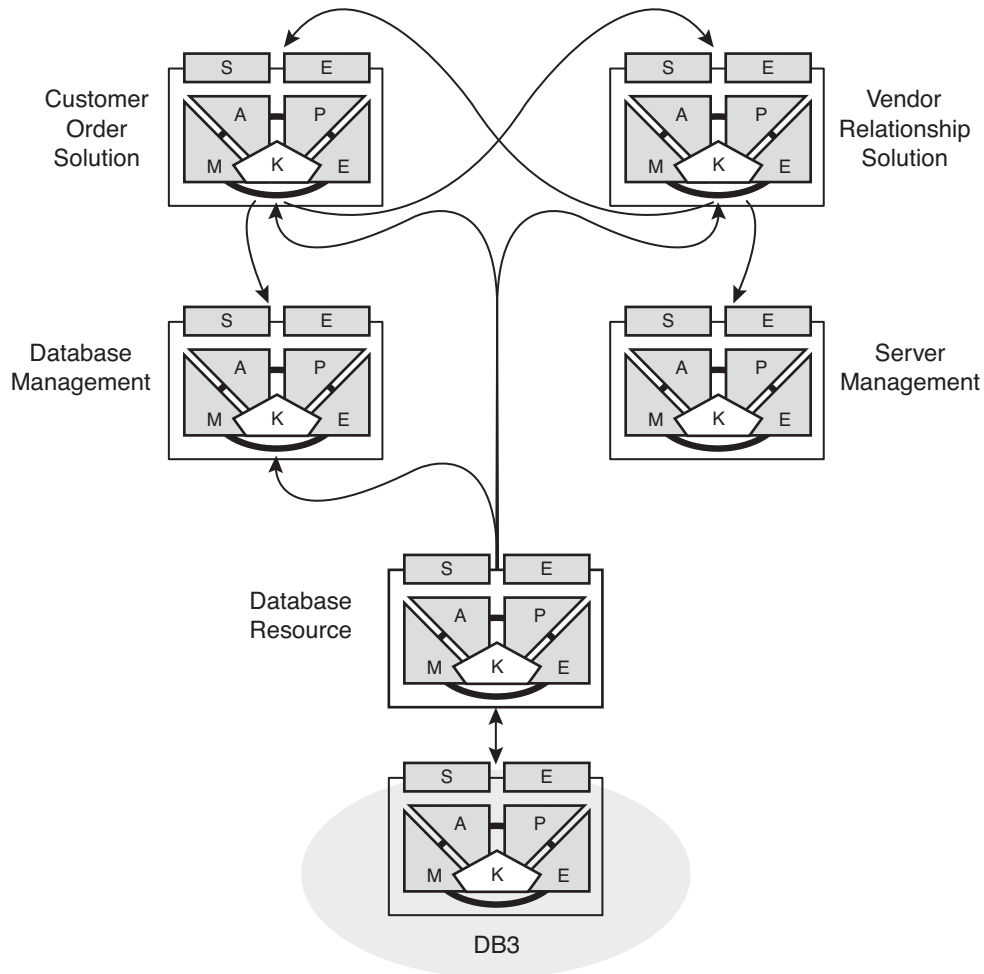 S E
S E
Customer
Order
Solution
A P
M K E
A P
M K E
Vendor
Relationship
Solution
S E
S E
Database
Management
A P
M K E
A P
M K E
Server
Management
S E
Database
Resource
A P
M K E
S E
A P
M K E
DB3